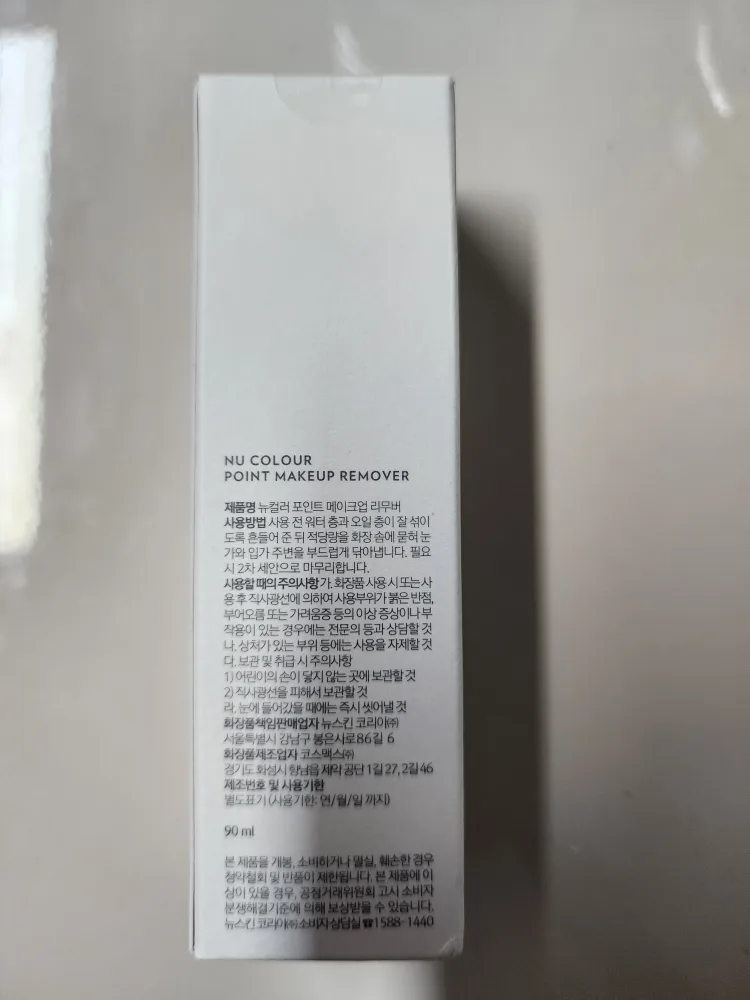 NU COLOUR
POINT MAKEUP REMOVER
제품명 뉴컬러 포인트 메이크업 리무버
사용방법 사용 전 워터 층과 오일 층이 잘 섞이
도록 흔들어 준 뒤 적당량을 화장 솜에 묻혀 눈
가와 입가 주변을 부드럽게 닦아냅니다. 필요
시 2차 세안으로 마무리합니다.
사용할 때의 주의사항 가. 화장품 사용 시 또는 사
용 후 직사광선에 의하여 사용부위가 붉은 반점,
부어오름 또는 가려움증 등의 이상 증상이나 부
작용이 있는 경우에는 전문의 등과 상담할 것
나. 상처가 있는 부위 등에는 사용을 자제할 것
다. 보관 및 취급 시 주의사항
1) 어린이의 손이 닿지 않는 곳에 보관할 것
2) 직사광선을 피해서 보관할 것
라. 눈에 들어갔을 때에는 즉시 씻어낼 것
화장품책임판매업자 뉴스킨 코리아㈜
서울특별시 강남구 봉은사로86길 6
화장품제조업자 코스맥스㈜
경기도 화성시 향남읍 제약 공단 1길 27, 2길 46
제조번호 및 사용기한
별도표기 (사용기한: 연/월/일 까지)
90 ml
본 제품을 개봉, 소비하거나 멸실, 훼손한 경우
청약철회 및 반품이 제한됩니다. 본 제품에 이
상이 있을 경우, 공정거래위원회 고시 소비자
분쟁해결기준에 의해 보상받을 수 있습니다.
뉴스킨 코리아㈜ 소비자상담실 ☎1588-1440